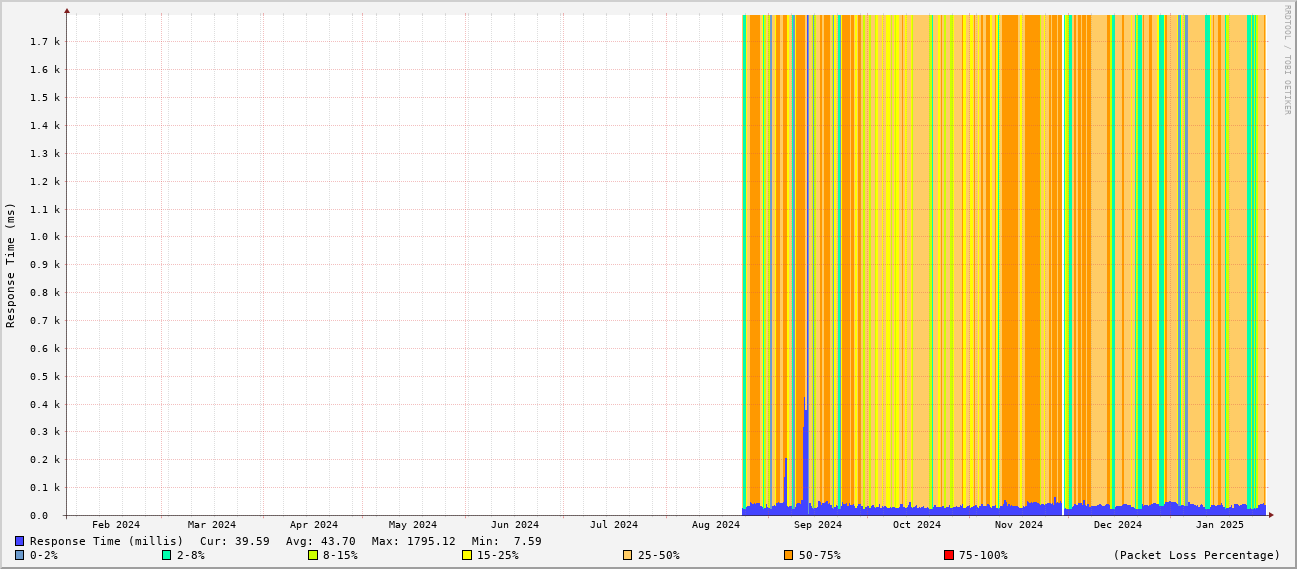 RRDTOOL / TOBI OETIKER
Response Time (ms)
1.7 k
1.6 k
1.5 k
1.4 k
1.3 k
1.2 k
1.1 k
1.0 k
0.9 k
0.8 k
0.7 k
0.6 k
0.5 k
0.4 k
0.3 k
0.2 k
0.1 k
0.0
Feb 2024 Mar 2024 Apr 2024 May 2024 Jun 2024 Jul 2024 Aug 2024 Sep 2024 Oct 2024 Nov 2024 Dec 2024 Jan 2025
Response Time (millis) Cur: 39.59 Avg: 43.70 Max: 1795.12 Min: 7.59
0-2% 2-8% 8-15% 15-25% 25-50% 50-75% 75-100% (Packet Loss Percentage)